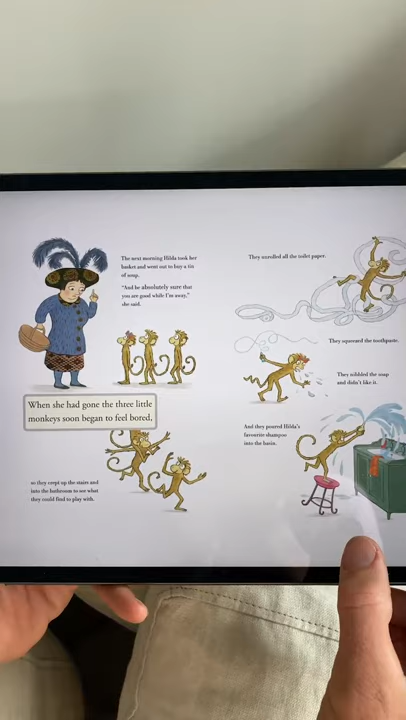 The next morning Hilda took her
basket and went out to buy a tin
of soup.
"And be absolutely sure that
you are good while I'm away,"
she said.
When she had gone the three little
monkeys soon began to feel bored,
so they crept up the stairs and
into the bathroom to see what
they could find to play with.
They unrolled all the toilet paper.
They squeezed the toothpaste.
They nibbled the soap
and didn't like it.
And they poured Hilda's
favourite shampoo
into the basin.